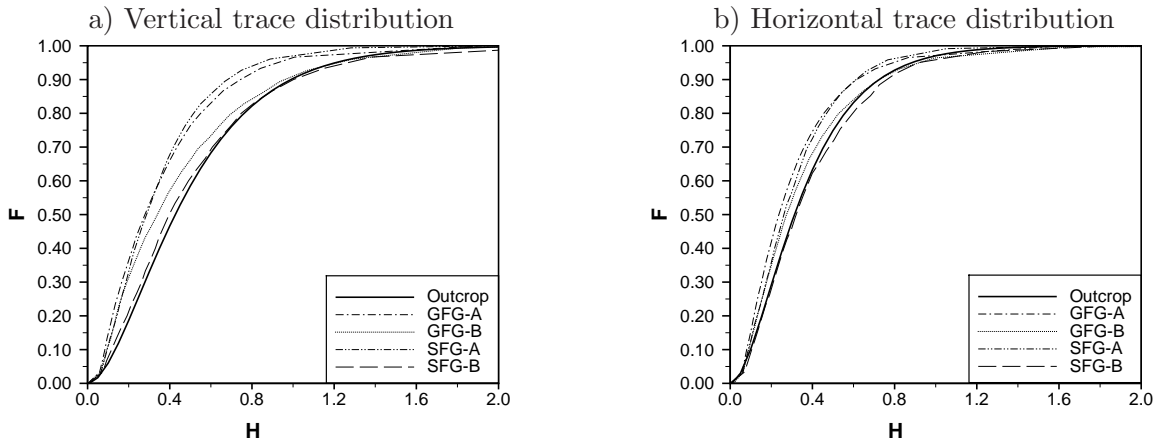 a) Vertical trace distribution
1.00
0.90
0.80
0.70
0.60
0.50
0.40
0.30
0.20
0.10
0.00
F
0.0 0.4 0.8 1.2 1.6 2.0
H
Outcrop
GFG-A
GFG-B
SFG-A
SFG-B
b) Horizontal trace distribution
1.00
0.90
0.80
0.70
0.60
0.50
0.40
0.30
0.20
0.10
0.00
F
0.0 0.4 0.8 1.2 1.6 2.0
H
Outcrop
GFG-A
GFG-B
SFG-A
SFG-B